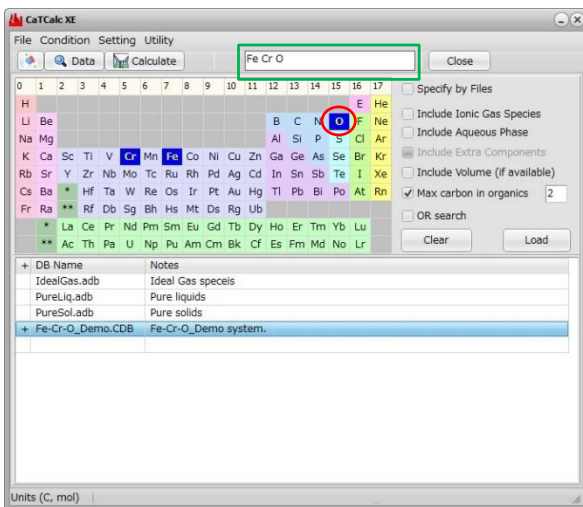 CaTCalc XE
File Condition Setting Utility
Data Calculate Fe Cr O Close
0 1 2 3 4 5 6 7 8 9 10 11 12 13 14 15 16 17
H E He
Li Be B C N O F Ne
Na Mg Al Si P S Cl Ar
K Ca Sc Ti V Cr Mn Fe Co Ni Cu Zn Ga Ge As Se Br Kr
Rb Sr Y Zr Nb Mo Tc Ru Rh Pd Ag Cd In Sn Sb Te I Xe
Cs Ba * Hf Ta W Re Os Ir Pt Au Hg Tl Pb Bi Po At Rn
Fr Ra ** Rf Db Sg Bh Hs Mt Ds Rg Ub
* La Ce Pr Nd Pm Sm Eu Gd Tb Dy Ho Er Tm Yb Lu
** Ac Th Pa U Np Pu Am Cm Bk Cf Es Fm Md No Lr
Specify by Files
Include Ionic Gas Species
Include Aqueous Phase
Include Extra Components
Include Volume (if available)
Max carbon in organics 2
OR search
Clear Load
+ DB Name Notes
IdealGas.adb Ideal Gas speceis
PureLiq.adb Pure liquids
PureSol.adb Pure solids
+ Fe-Cr-O_Demo.CDB Fe-Cr-O_Demo system.
Units (C, mol)